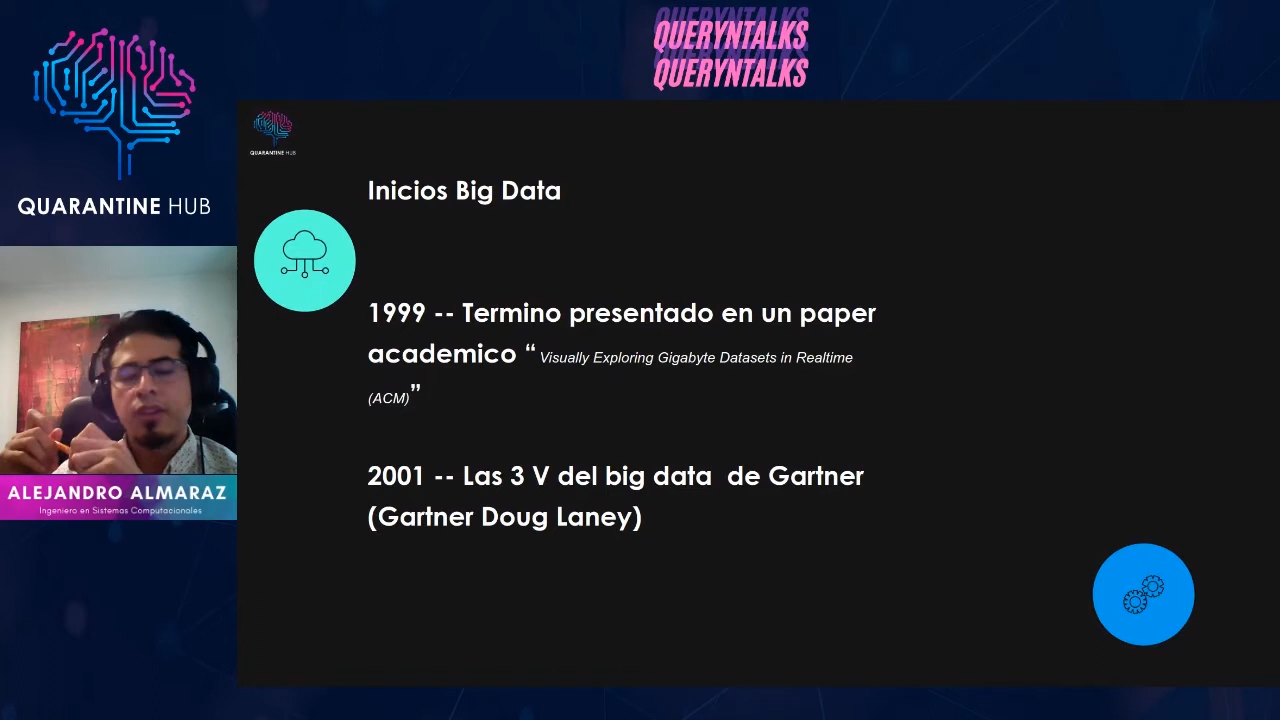 QUERYNTALKS
QUERYNTALKS
QUARANTINE HUB
QUARANTINE HUB
Inicios Big Data
1999 -- Termino presentado en un paper
academico “ Visually Exploring Gigabyte Datasets in Realtime
(ACM)”
2001 -- Las 3 V del big data de Gartner
(Gartner Doug Laney)
ALEJANDRO ALMARAZ
Ingeniero en Sistemas Computacionales